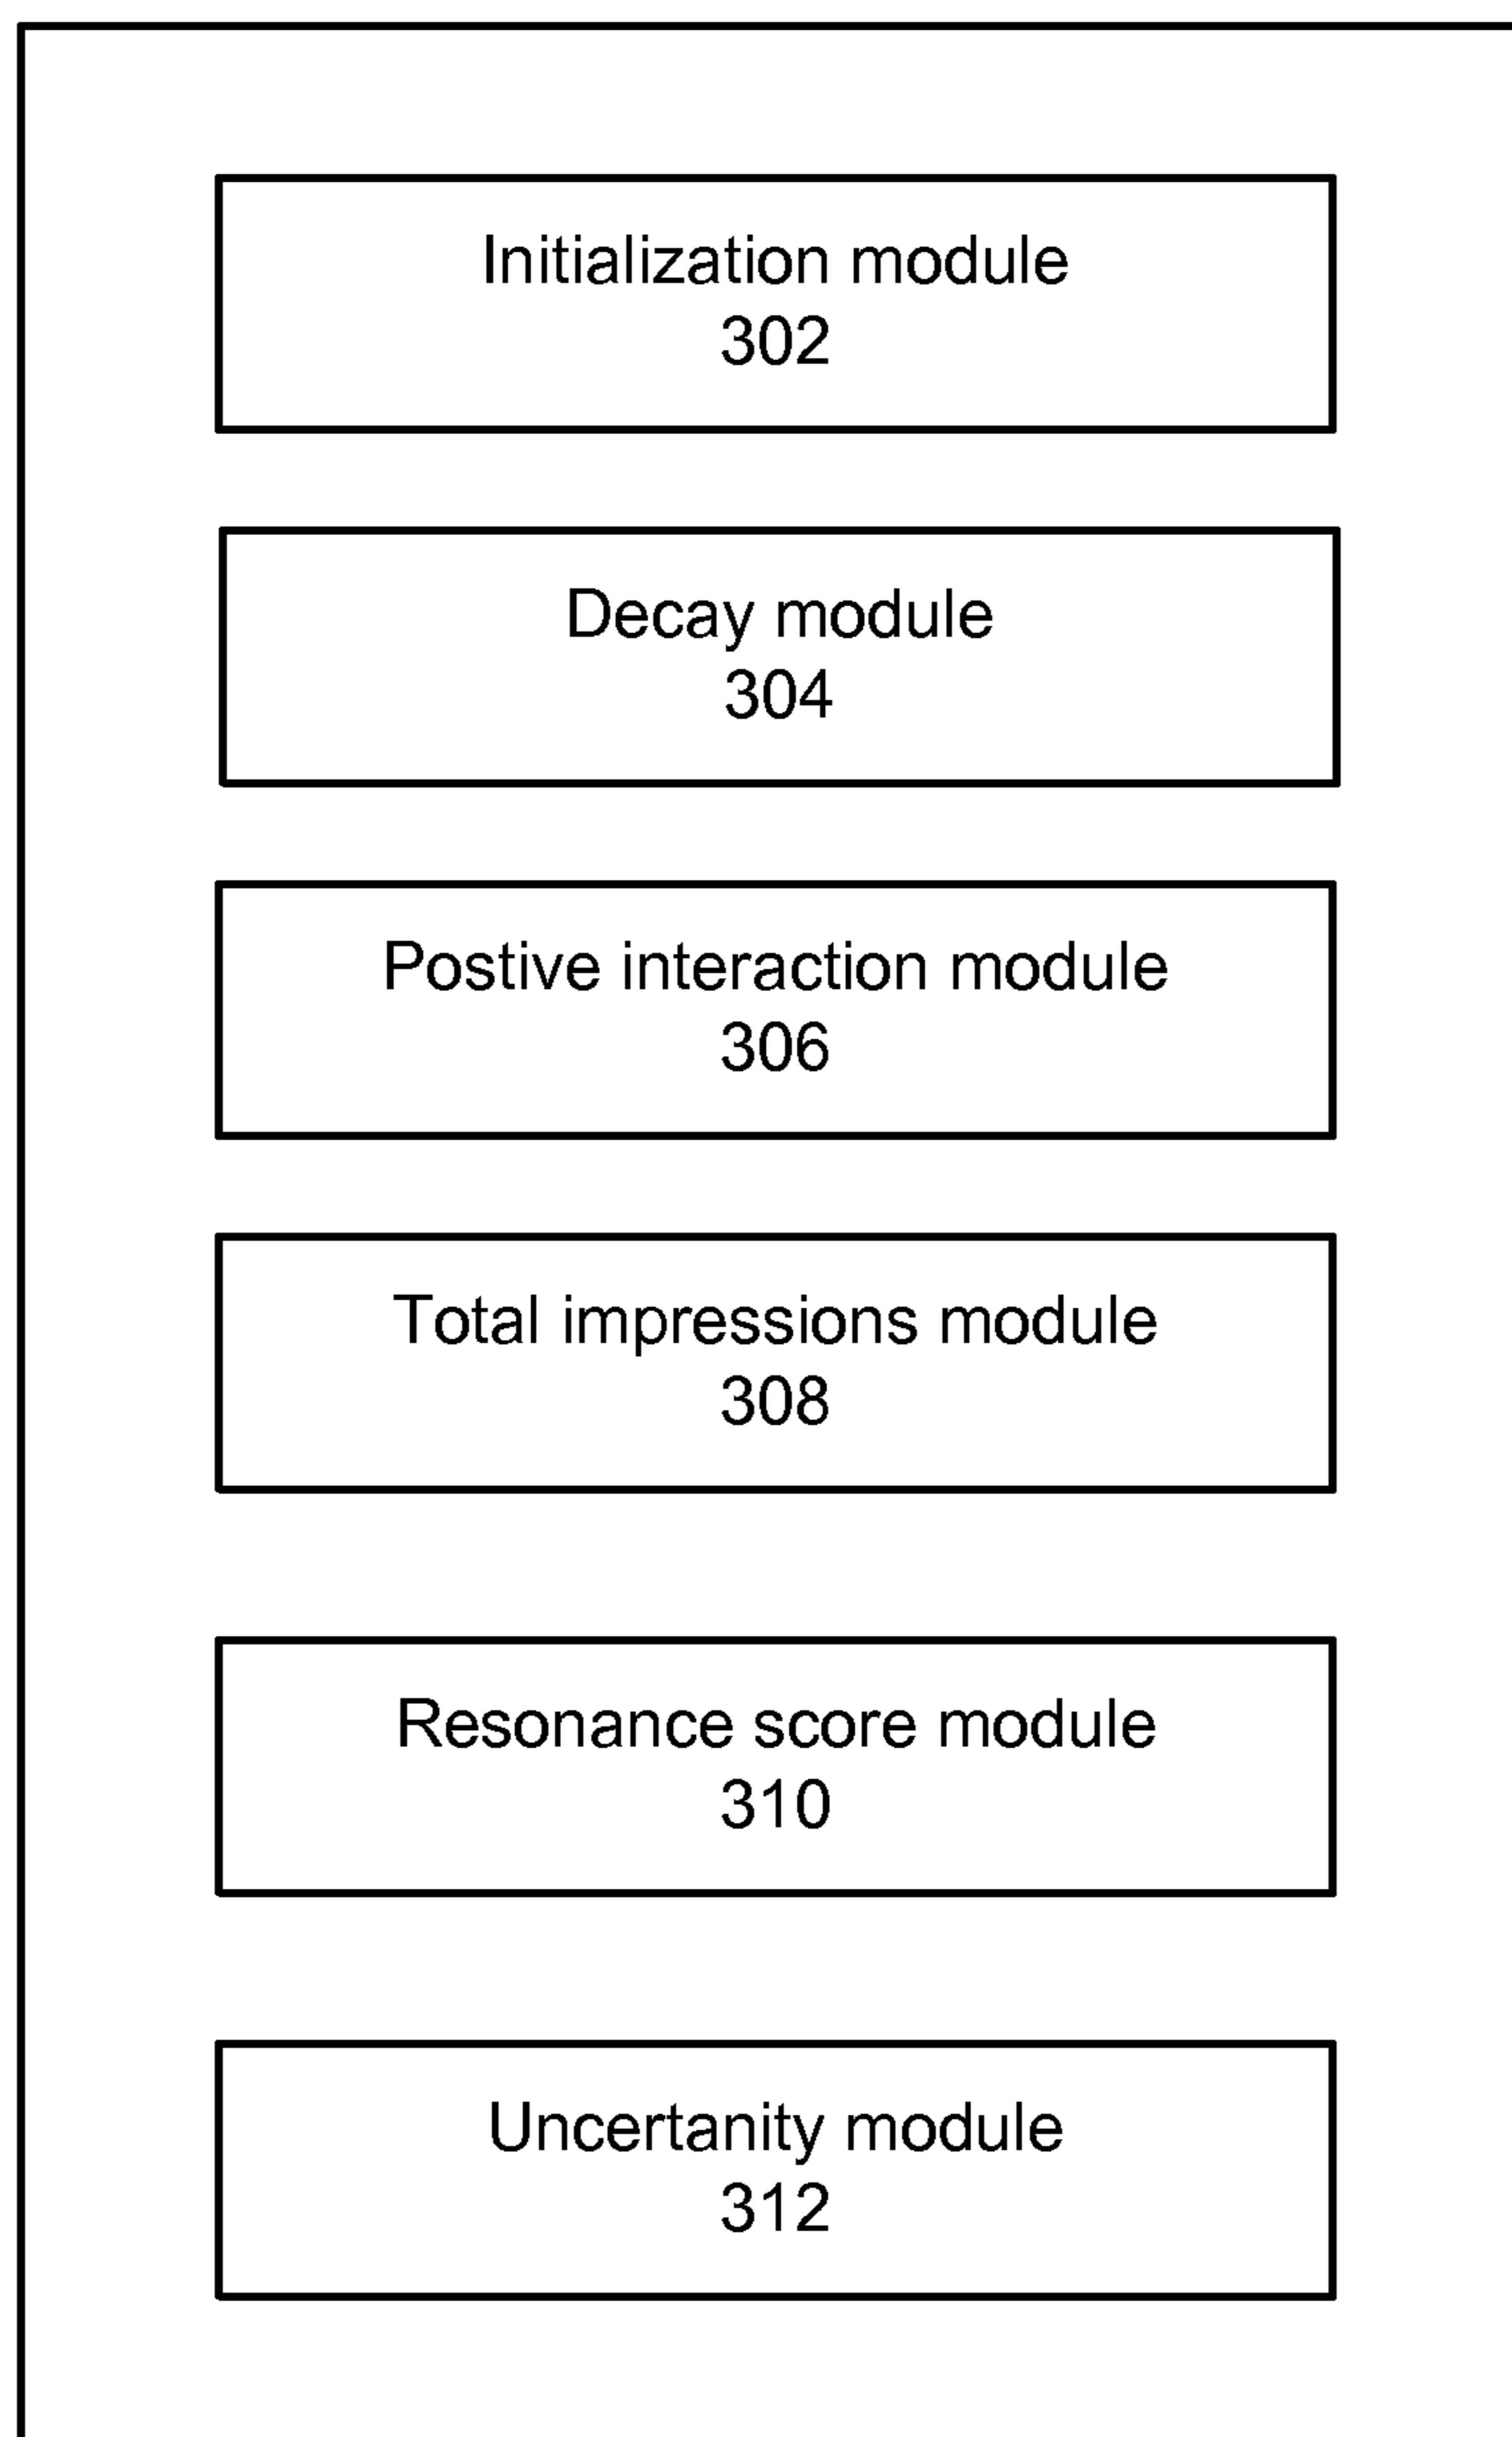 Initialization module
302
Decay module
304
Postive interaction module
306
Total impressions module
308
Resonance score module
310
Uncertanity module
312